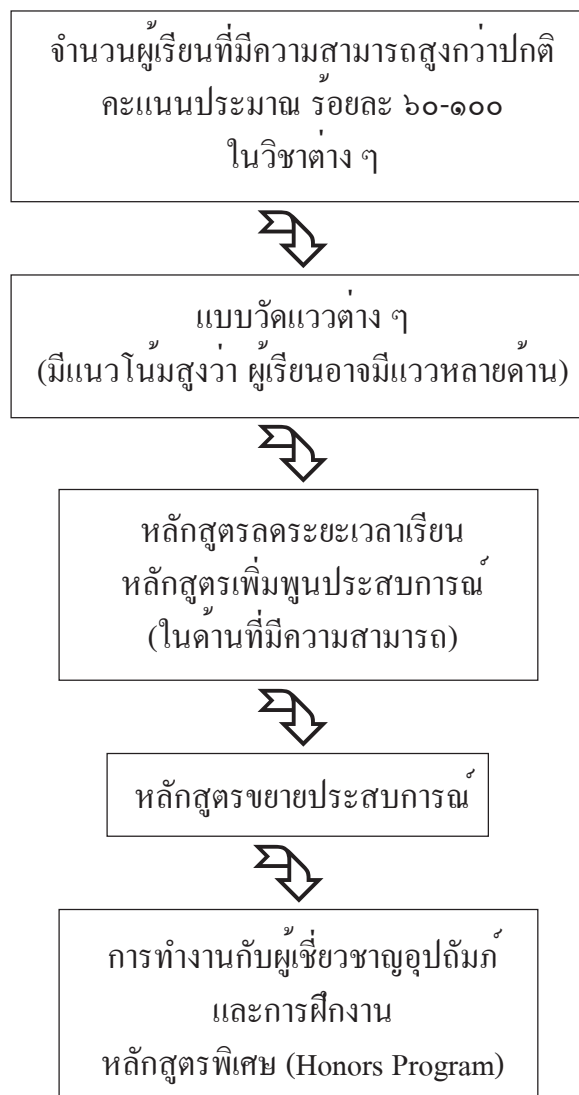 จำนวนผู้เรียนที่มีความสามารถสูงกว่าปกติ
คะแนนประมาณ ร้อยละ ๖๐-๑๐๐
ในวิชาต่าง ๆ
แบบวัดแววต่าง ๆ
(มีแนวโน้มสูงว่า ผู้เรียนอาจมีแววหลายด้าน)
หลักสูตรลดระยะเวลาเรียน
หลักสูตรเพิ่มพูนประสบการณ์
(ในด้านที่มีความสามารถ)
หลักสูตรขยายประสบการณ์
การทำงานกับผู้เชี่ยวชาญอุปถัมภ์
และการฝึกงาน
หลักสูตรพิเศษ (Honors Program)